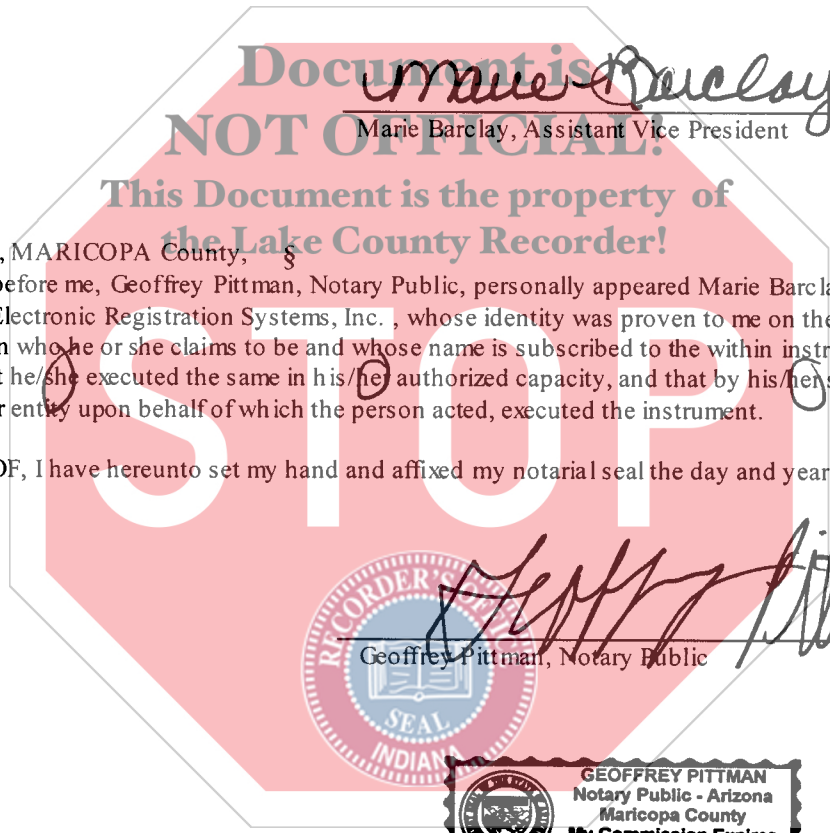 Document is
Marie Barclay
NOT OFFICIAL!
Marie Barclay, Assistant Vice President
This Document is the property of
the Lake County Recorder!
, MARICOPA County, §
before me, Geoffrey Pittman, Notary Public, personally appeared Marie Barcla
Electronic Registration Systems, Inc. , whose identity was proven to me on the
n who he or she claims to be and whose name is subscribed to the within instr
t he/she executed the same in his/her authorized capacity, and that by his/her s
r entity upon behalf of which the person acted, executed the instrument.
OF, I have hereunto set my hand and affixed my notarial seal the day and year
STOP
Geoffrey Pitt
Geoffrey Pittman, Notary Public
RECORDER'S OFFIC
SEAL
INDIANA
GEOFFREY PITTMAN
Notary Public - Arizona
Maricopa County
My Commission Expires